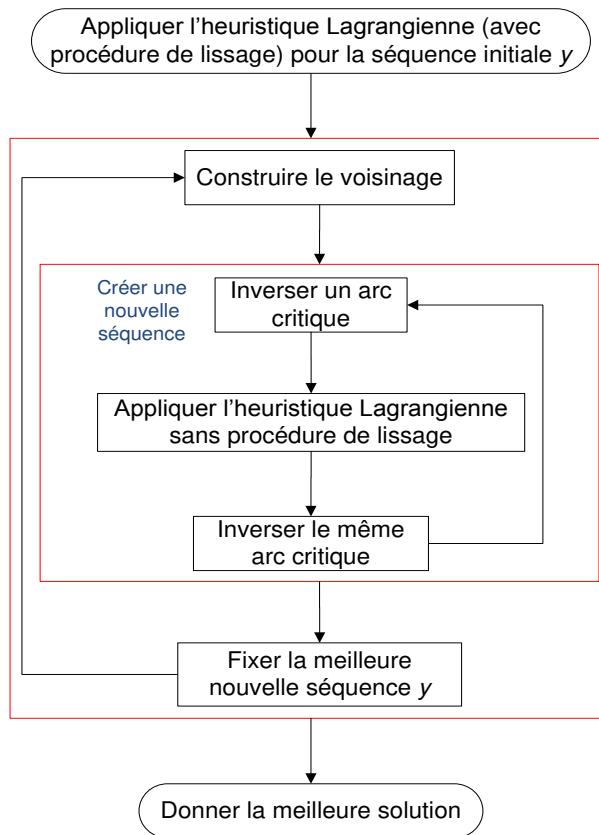 Appliquer l’heuristique Lagrangienne (avec
procédure de lissage) pour la séquence initiale y
Construire le voisinage
Créer une
nouvelle
séquence
Inverser un arc
critique
Appliquer l’heuristique Lagrangienne
sans procédure de lissage
Inverser le même
arc critique
Fixer la meilleure
nouvelle séquence y
Donner la meilleure solution